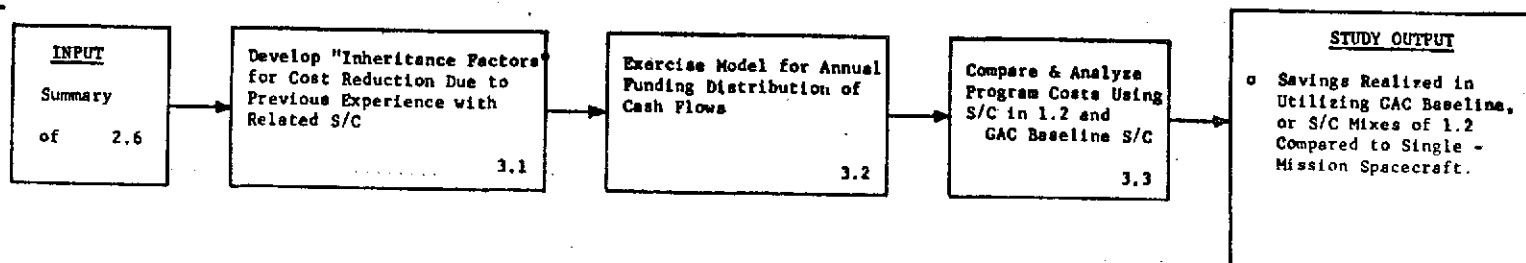 INPUT
Summary
of 2.6
Develop "Inheritance Factors"
for Cost Reduction Due to
Previous Experience with
Related S/C
3.1
Exercise Model for Annual
Funding Distribution of
Cash Flows
3.2
Compare & Analyze
Program Costs Using
S/C in 1.2 and
GAC Baseline S/C
3.3
STUDY OUTPUT
o Savings Realized in
Utilizing GAC Baseline,
or S/C Mixes of 1.2
Compared to Single -
Mission Spacecraft.